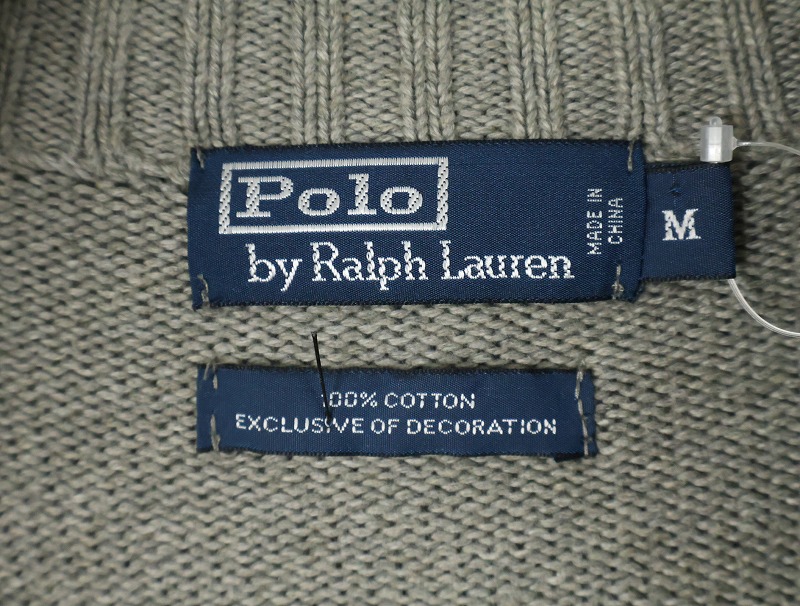 Polo
by Ralph Lauren
MADE IN
CHINA
M
100% COTTON
EXCLUSIVE OF DECORATION